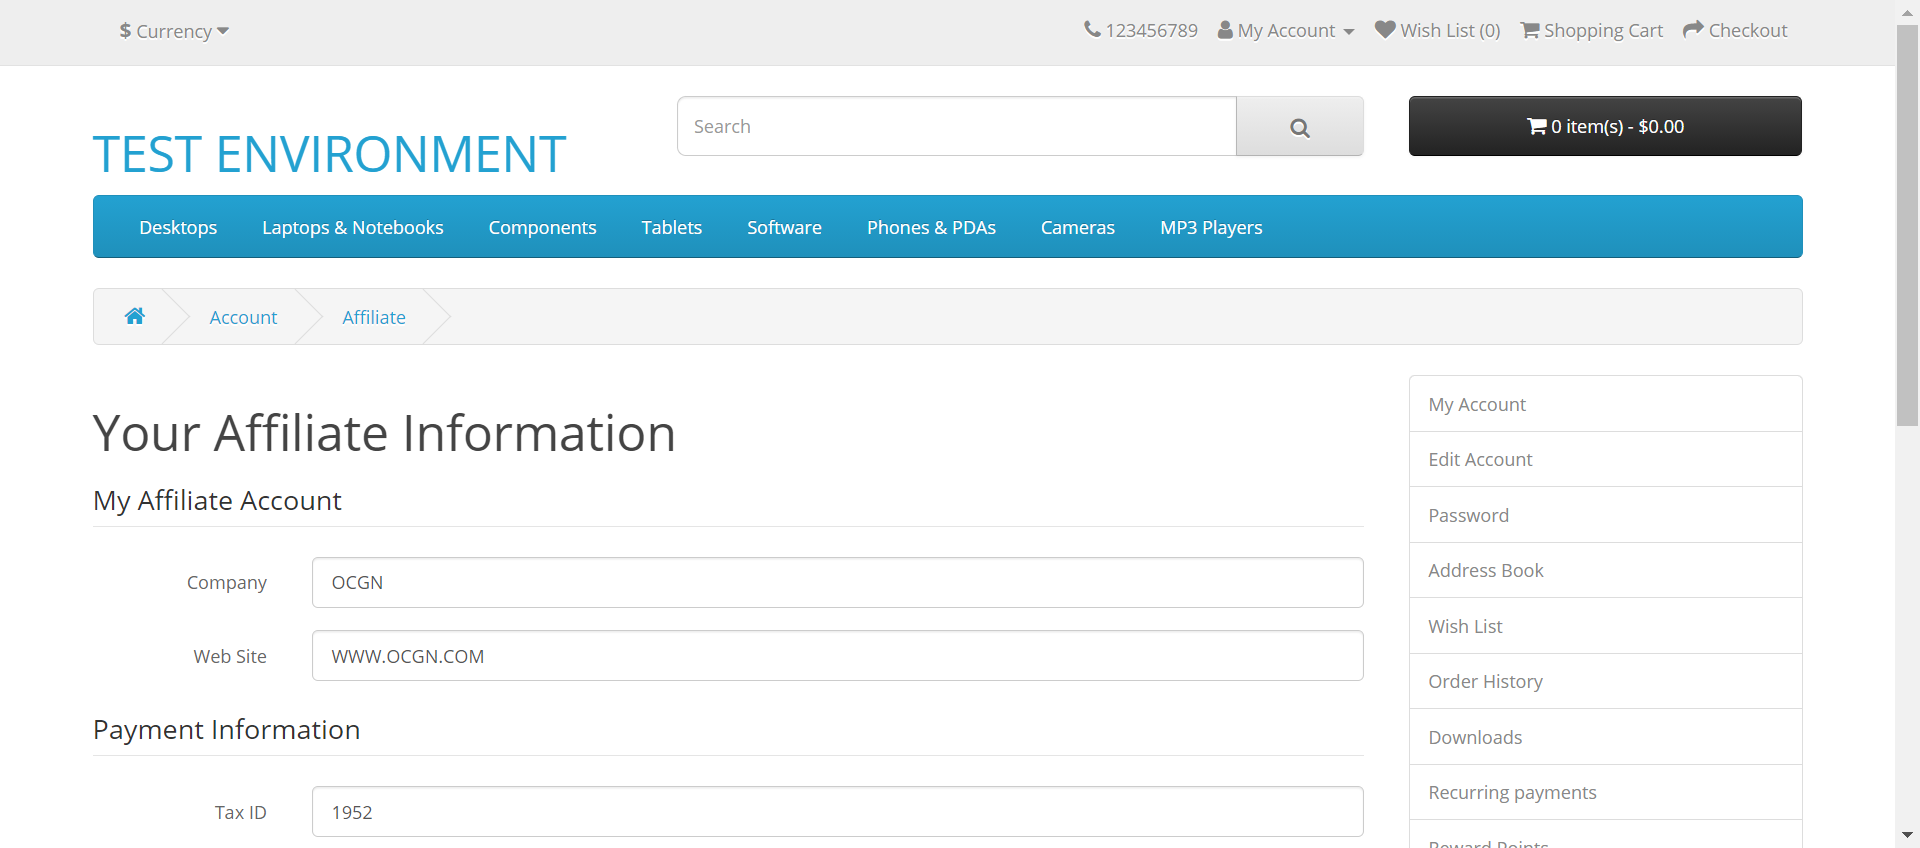 $ Currency
123456789 My Account Wish List (0) Shopping Cart Checkout
TEST ENVIRONMENT
Search
0 item(s) - $0.00
Desktops Laptops & Notebooks Components Tablets Software Phones & PDAs Cameras MP3 Players
Account Affiliate
Your Affiliate Information
My Affiliate Account
Company OCGN
Web Site WWW.OCGN.COM
Payment Information
Tax ID 1952
My Account
Edit Account
Password
Address Book
Wish List
Order History
Downloads
Recurring payments
Reward Points